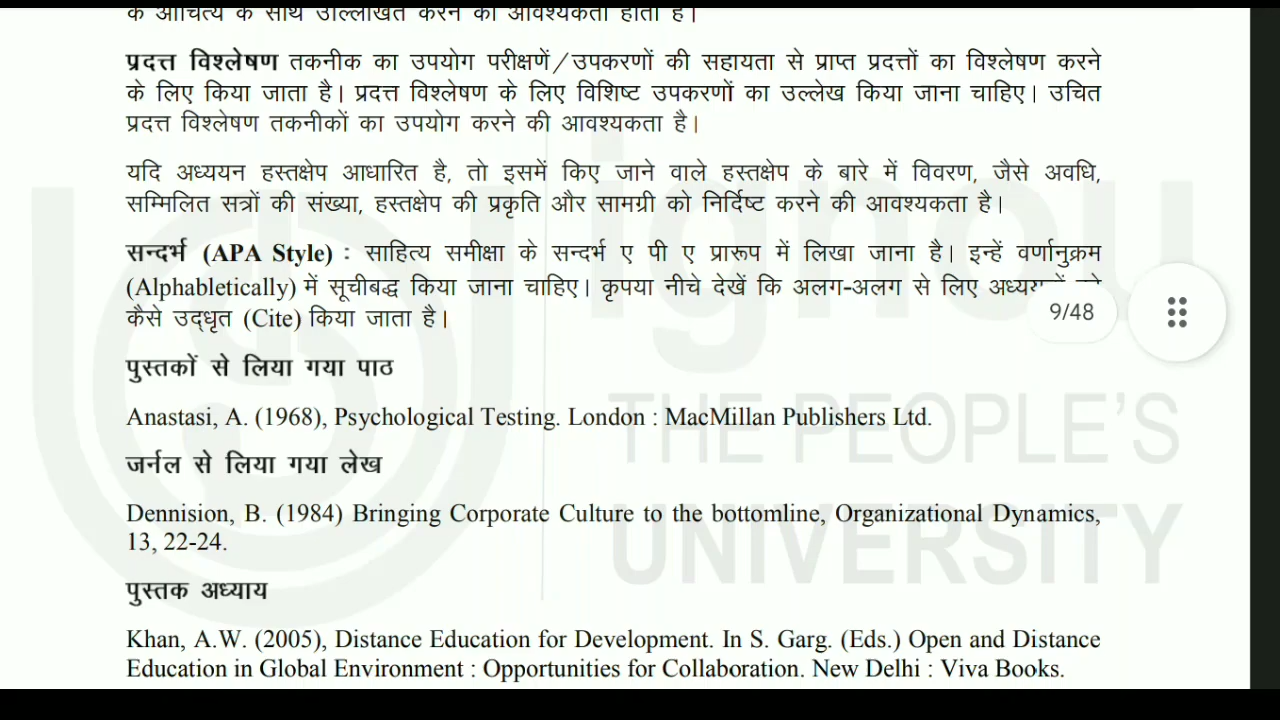 के औचित्य के साथ उल्लिखित करने की आवश्यकता होती है।
प्रदत्त विश्लेषण तकनीक का उपयोग परीक्षणें/उपकरणों की सहायता से प्राप्त प्रदत्तों का विश्लेषण करने
के लिए किया जाता है। प्रदत्त विश्लेषण के लिए विशिष्ट उपकरणों का उल्लेख किया जाना चाहिए। उचित
प्रदत्त विश्लेषण तकनीकों का उपयोग करने की आवश्यकता है।
यदि अध्ययन हस्तक्षेप आधारित है, तो इसमें किए जाने वाले हस्तक्षेप के बारे में विवरण, जैसे अवधि,
सम्मिलित सत्रों की संख्या, हस्तक्षेप की प्रकृति और सामग्री को निर्दिष्ट करने की आवश्यकता है।
सन्दर्भ (APA Style) : साहित्य समीक्षा के सन्दर्भ ए पी ए प्रारूप में लिखा जाना है। इन्हें वर्णानुक्रम
(Alphabletically) में सूचीबद्ध किया जाना चाहिए। कृपया नीचे देखें कि अलग-अलग से लिए
कैसे उद्धृत (Cite) किया जाता है।
9/48
पुस्तकों से लिया गया पाठ
Anastasi, A. (1968), Psychological Testing. London : MacMillan Publishers Ltd.
जर्नल से लिया गया लेख
Dennision, B. (1984) Bringing Corporate Culture to the bottomline, Organizational Dynamics,
13, 22-24.
पुस्तक अध्याय
Khan, A.W. (2005), Distance Education for Development. In S. Garg. (Eds.) Open and Distance
Education in Global Environment : Opportunities for Collaboration. New Delhi : Viva Books.
ignou
THE PEOPLE'S
UNIVERSITY